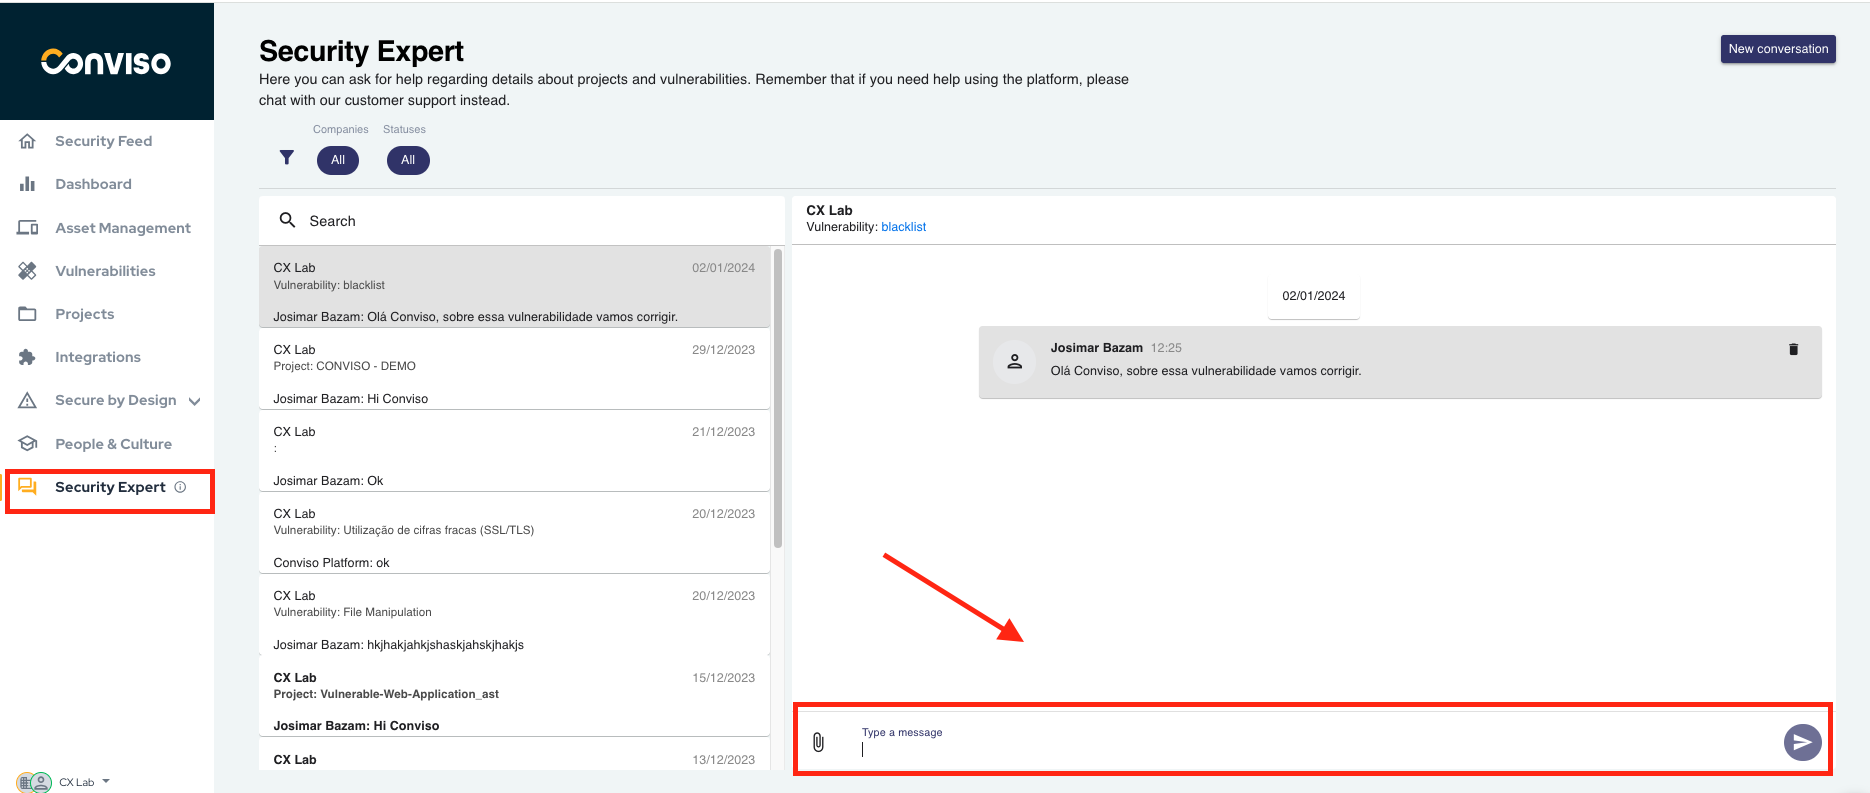 Conviso
Security Feed
Dashboard
Asset Management
Vulnerabilities
Projects
Integrations
Secure by Design
People & Culture
Security Expert
CX Lab
Security Expert
New conversation
Here you can ask for help regarding details about projects and vulnerabilities. Remember that if you need help using the platform, please
chat with our customer support instead.
Companies Statuses
All All
Search
CX Lab 02/01/2024
Vulnerability: blacklist
Josimar Bazam: Olá Conviso, sobre essa vulnerabilidade vamos corrigir.
CX Lab 29/12/2023
Project: CONVISO - DEMO
Josimar Bazam: Hi Conviso
CX Lab 21/12/2023
:
Josimar Bazam: Ok
CX Lab 20/12/2023
Vulnerability: Utilização de cifras fracas (SSL/TLS)
Conviso Platform: ok
CX Lab 20/12/2023
Vulnerability: File Manipulation
Josimar Bazam: hkjhakjahkjshaskjahskjhakjs
CX Lab 15/12/2023
Project: Vulnerable-Web-Application_ast
Josimar Bazam: Hi Conviso
CX Lab 13/12/2023
CX Lab
Vulnerability: blacklist
02/01/2024
Josimar Bazam 12:25
Olá Conviso, sobre essa vulnerabilidade vamos corrigir.
Type a message